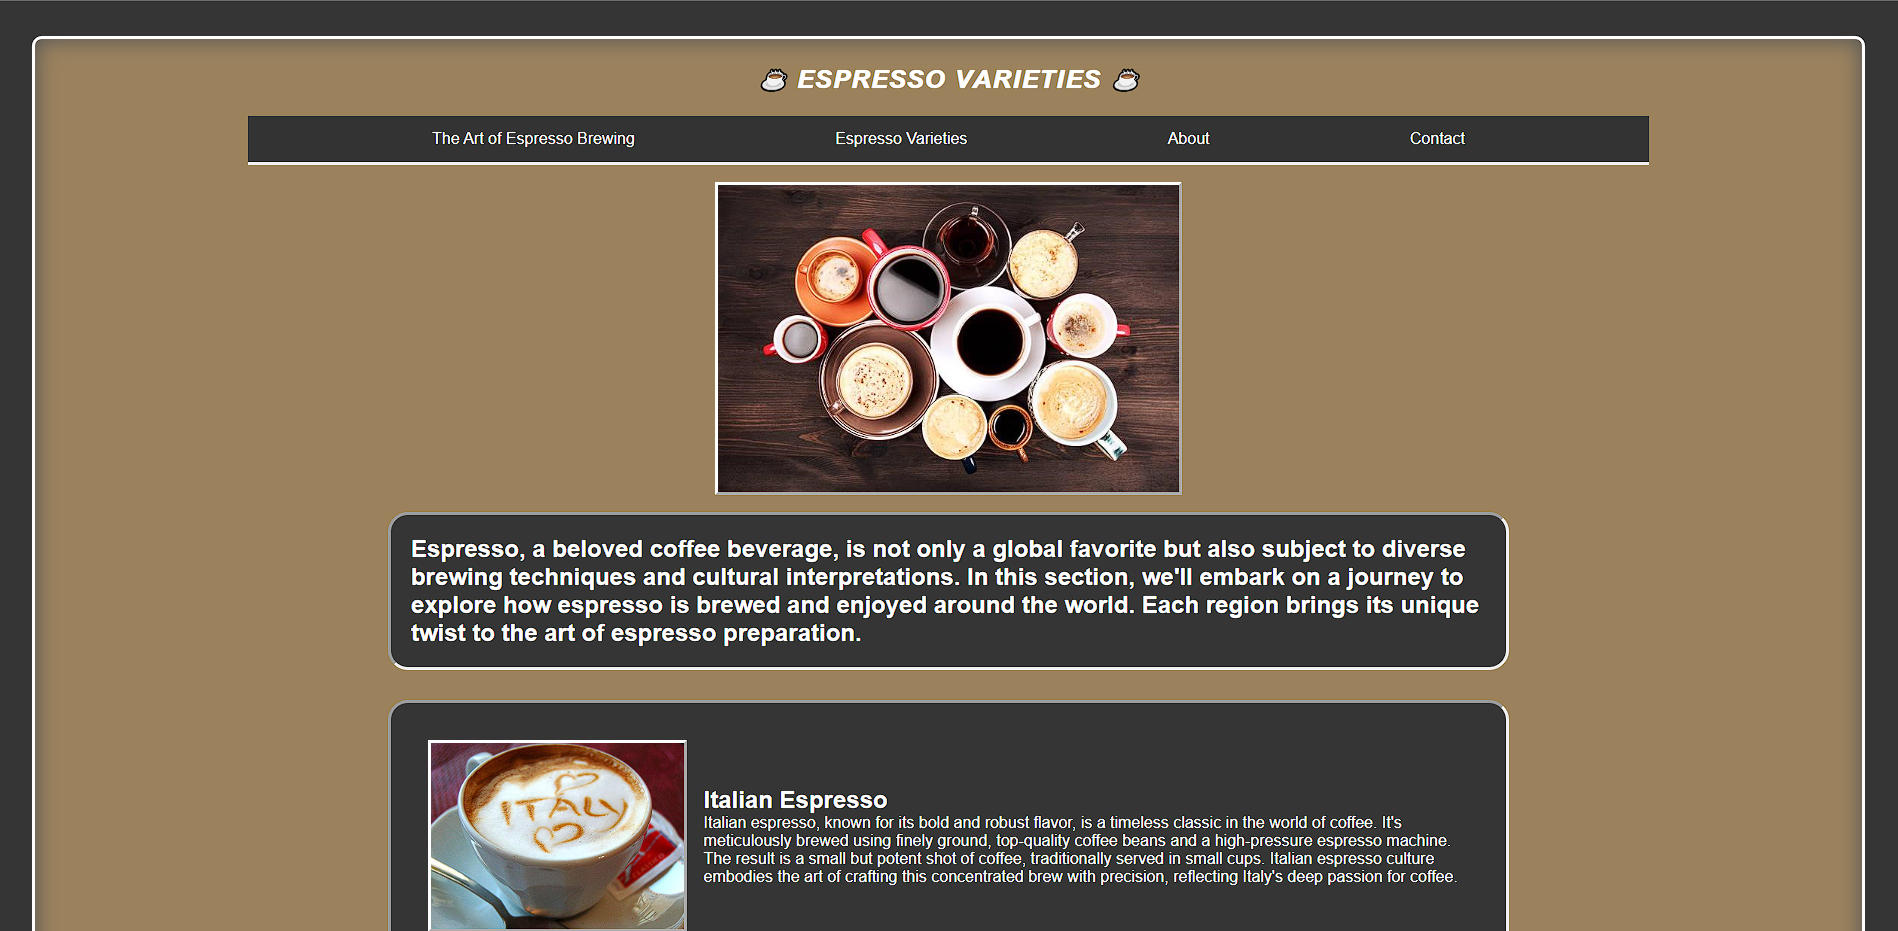 ESPRESSO VARIETIES
The Art of Espresso Brewing Espresso Varieties About Contact
Espresso, a beloved coffee beverage, is not only a global favorite but also subject to diverse
brewing techniques and cultural interpretations. In this section, we'll embark on a journey to
explore how espresso is brewed and enjoyed around the world. Each region brings its unique
twist to the art of espresso preparation.
ITALY
Italian Espresso
Italian espresso, known for its bold and robust flavor, is a timeless classic in the world of coffee. It's
meticulously brewed using finely ground, top-quality coffee beans and a high-pressure espresso machine.
The result is a small but potent shot of coffee, traditionally served in small cups. Italian espresso culture
embodies the art of crafting this concentrated brew with precision, reflecting Italy's deep passion for coffee.